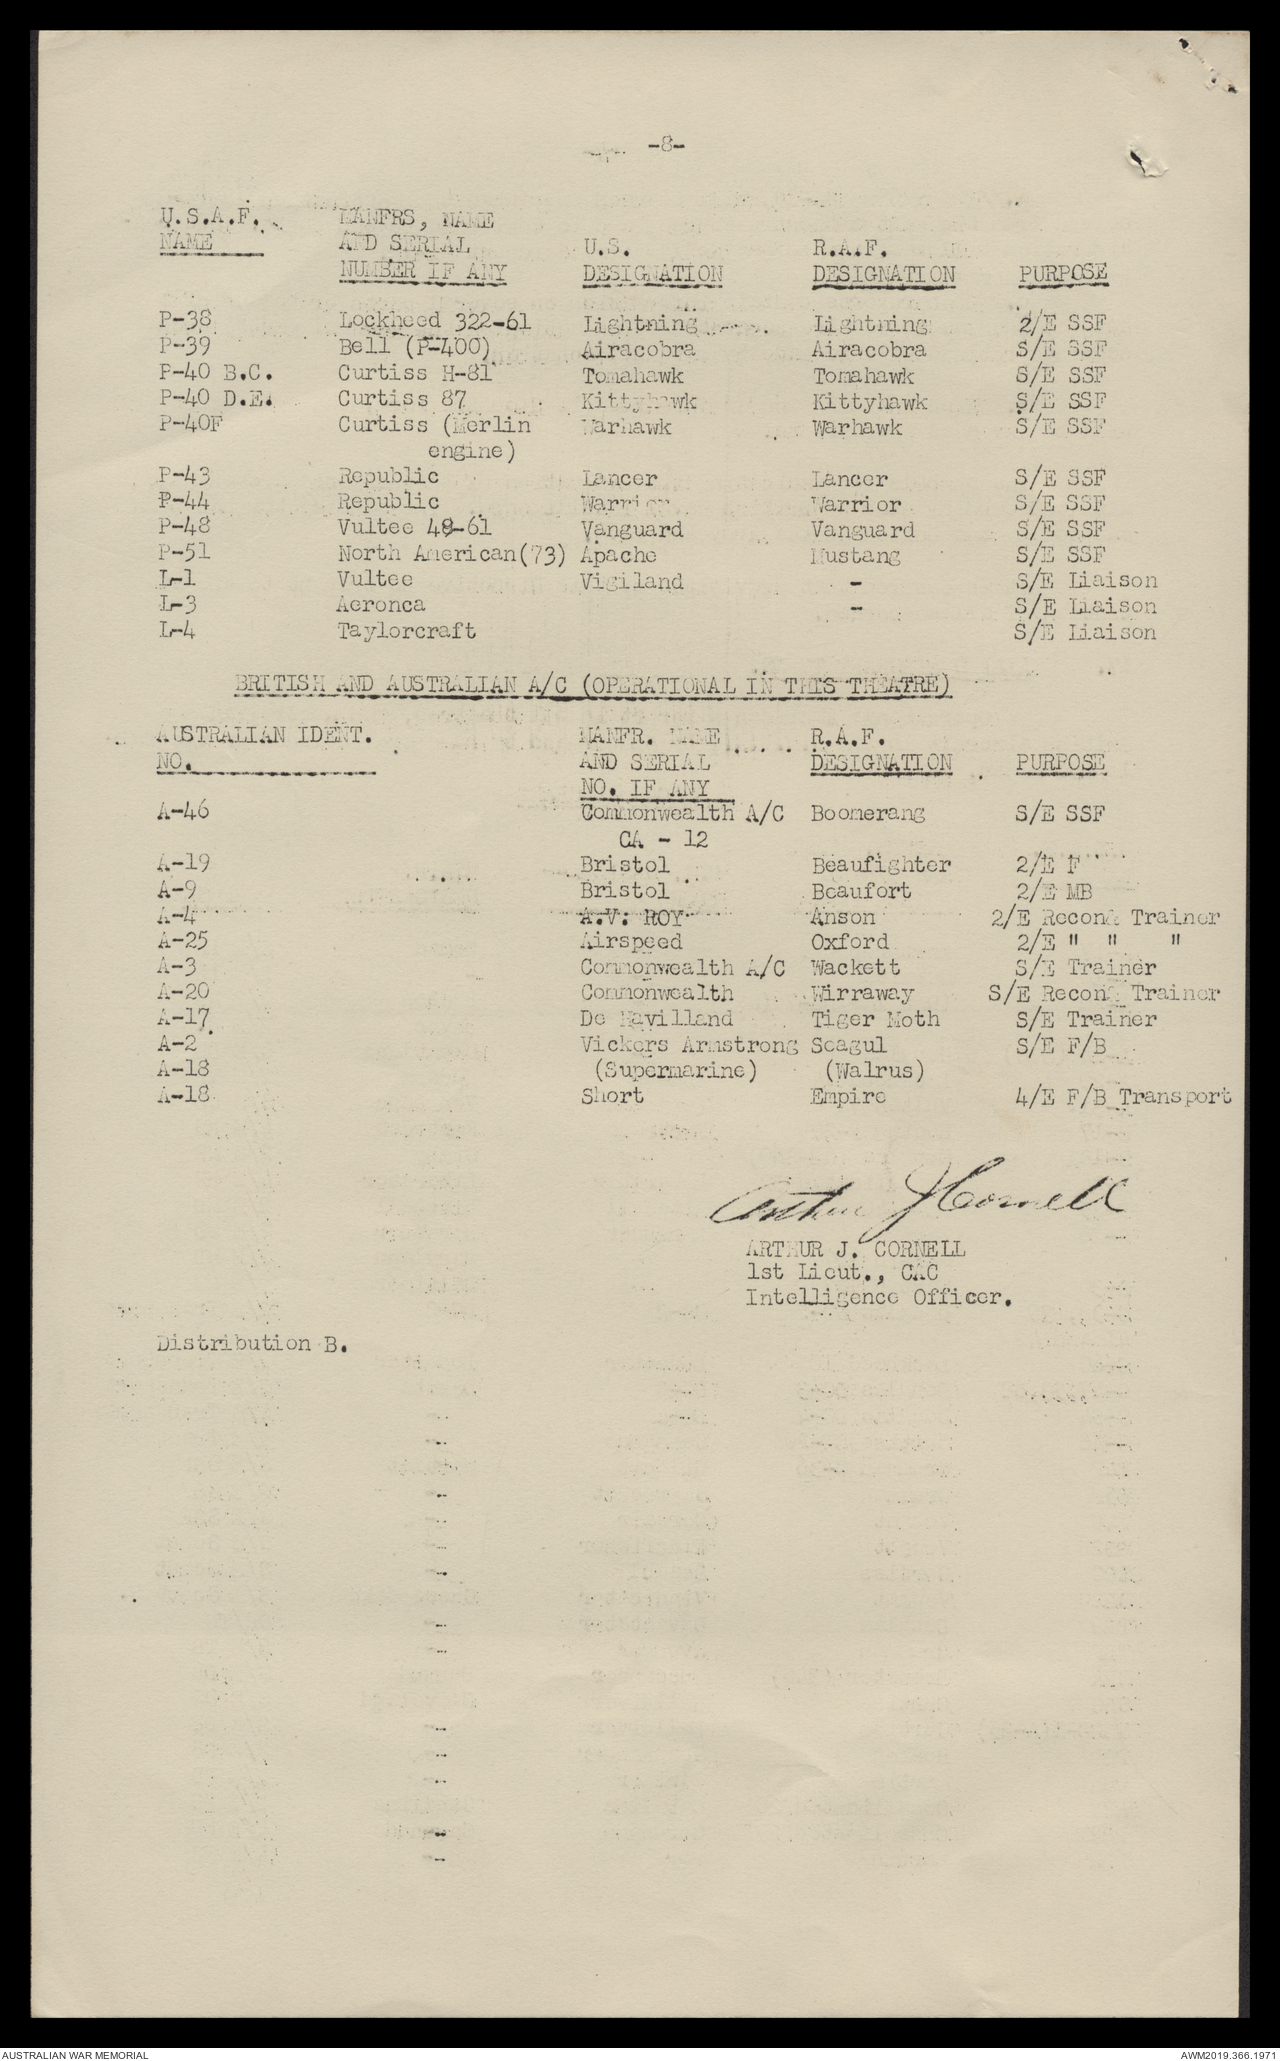 -8-
U.S.A.F. MANFRS, NAME
NAME AND SERIAL U.S. R.A.F.
NUMBER IF ANY DESIGNATION DESIGNATION PURPOSE
P-38 Lockheed 322-61 Lightning Lightning 2/E SSF
P-39 Bell (P-400) Airacobra Airacobra S/E SSF
P-40 B.C. Curtiss H-81 Tomahawk Tomahawk S/E SSF
P-40 D.E. Curtiss 87 Kittyhawk Kittyhawk S/E SSF
P-40F Curtiss (Merlin Warhawk Warhawk S/E SSF
engine)
P-43 Republic Lancer Lancer S/E SSF
P-44 Republic Warrior Warrior S/E SSF
P-48 Vultee 48-61 Vanguard Vanguard S/E SSF
P-51 North American(73) Apache Mustang S/E SSF
L-1 Vultee Vigiland - S/E Liaison
L-3 Aeronca - S/E Liaison
L-4 Taylorcraft S/E Liaison
BRITISH AND AUSTRALIAN A/C (OPERATIONAL IN THIS THEATRE)
AUSTRALIAN IDENT. MANFR. NAME R.A.F.
NO. AND SERIAL DESIGNATION PURPOSE
NO. IF ANY
A-46 Commonwealth A/C Boomerang S/E SSF
CA - 12
A-19 Bristol Beaufighter 2/E F
A-9 Bristol Beaufort 2/E MB
A-4 A.V. ROY Anson 2/E Recon& Trainer
A-25 Airspeed Oxford 2/E " " "
A-3 Commonwealth A/C Wackett S/E Trainer
A-20 Commonwealth Wirraway S/E Recon& Trainer
A-17 De Havilland Tiger Moth S/E Trainer
A-2 Vickers Armstrong Seagul S/E F/B
A-18 (Supermarine) (Walrus)
A-18 Short Empire 4/E F/B Transport
Arthur J Cornell
ARTHUR J. CORNELL
1st Lieut., CAC
Intelligence Officer.
Distribution B.
AUSTRALIAN WAR MEMORIAL AWM2019.366.1971